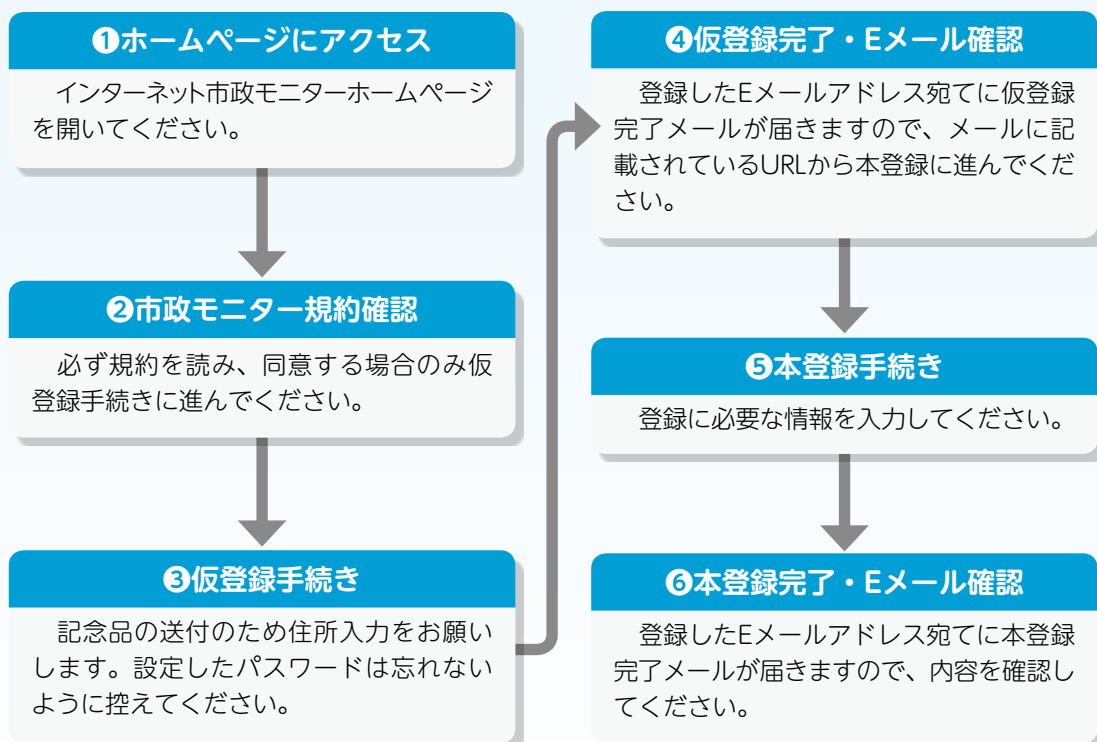 ❶ホームページにアクセス
　インターネット市政モニターホームページ
を開いてください。
❷市政モニター規約確認
　必ず規約を読み、同意する場合のみ仮
登録手続きに進んでください。
❸仮登録手続き
　記念品の送付のため住所入力をお願い
します。設定したパスワードは忘れない
ように控えてください。
❹仮登録完了・Eメール確認
　登録したEメールアドレス宛てに仮登録
完了メールが届きますので、メールに記
載されているURLから本登録に進んでくだ
さい。
❺本登録手続き
　登録に必要な情報を入力してください。
❻本登録完了・Eメール確認
　登録したEメールアドレス宛てに本登録
完了メールが届きますので、内容を確認し
てください。